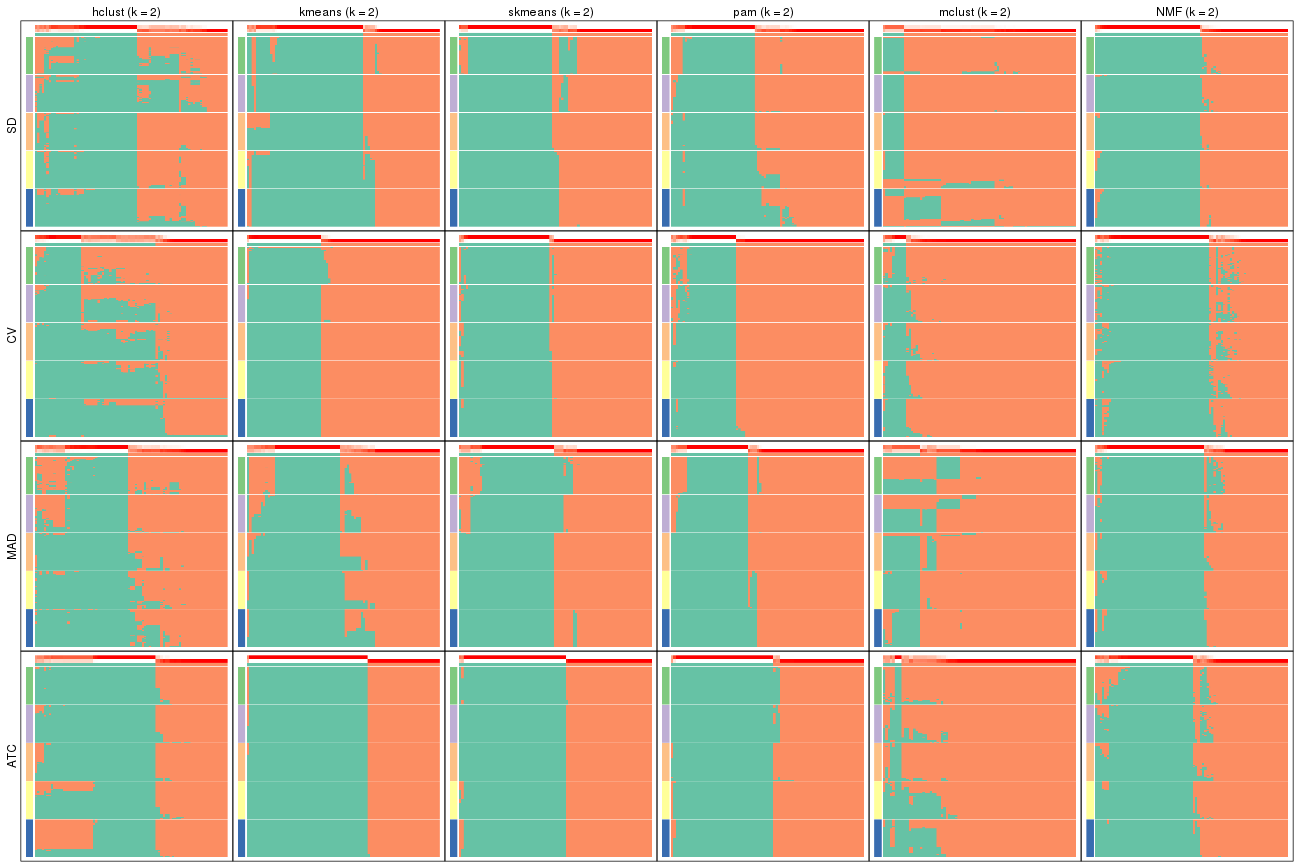 hclust (k = 2)
kmeans (k = 2)
skmeans (k = 2)
pam (k = 2)
mclust (k = 2)
NMF (k = 2)
SD
CV
MAD
ATC